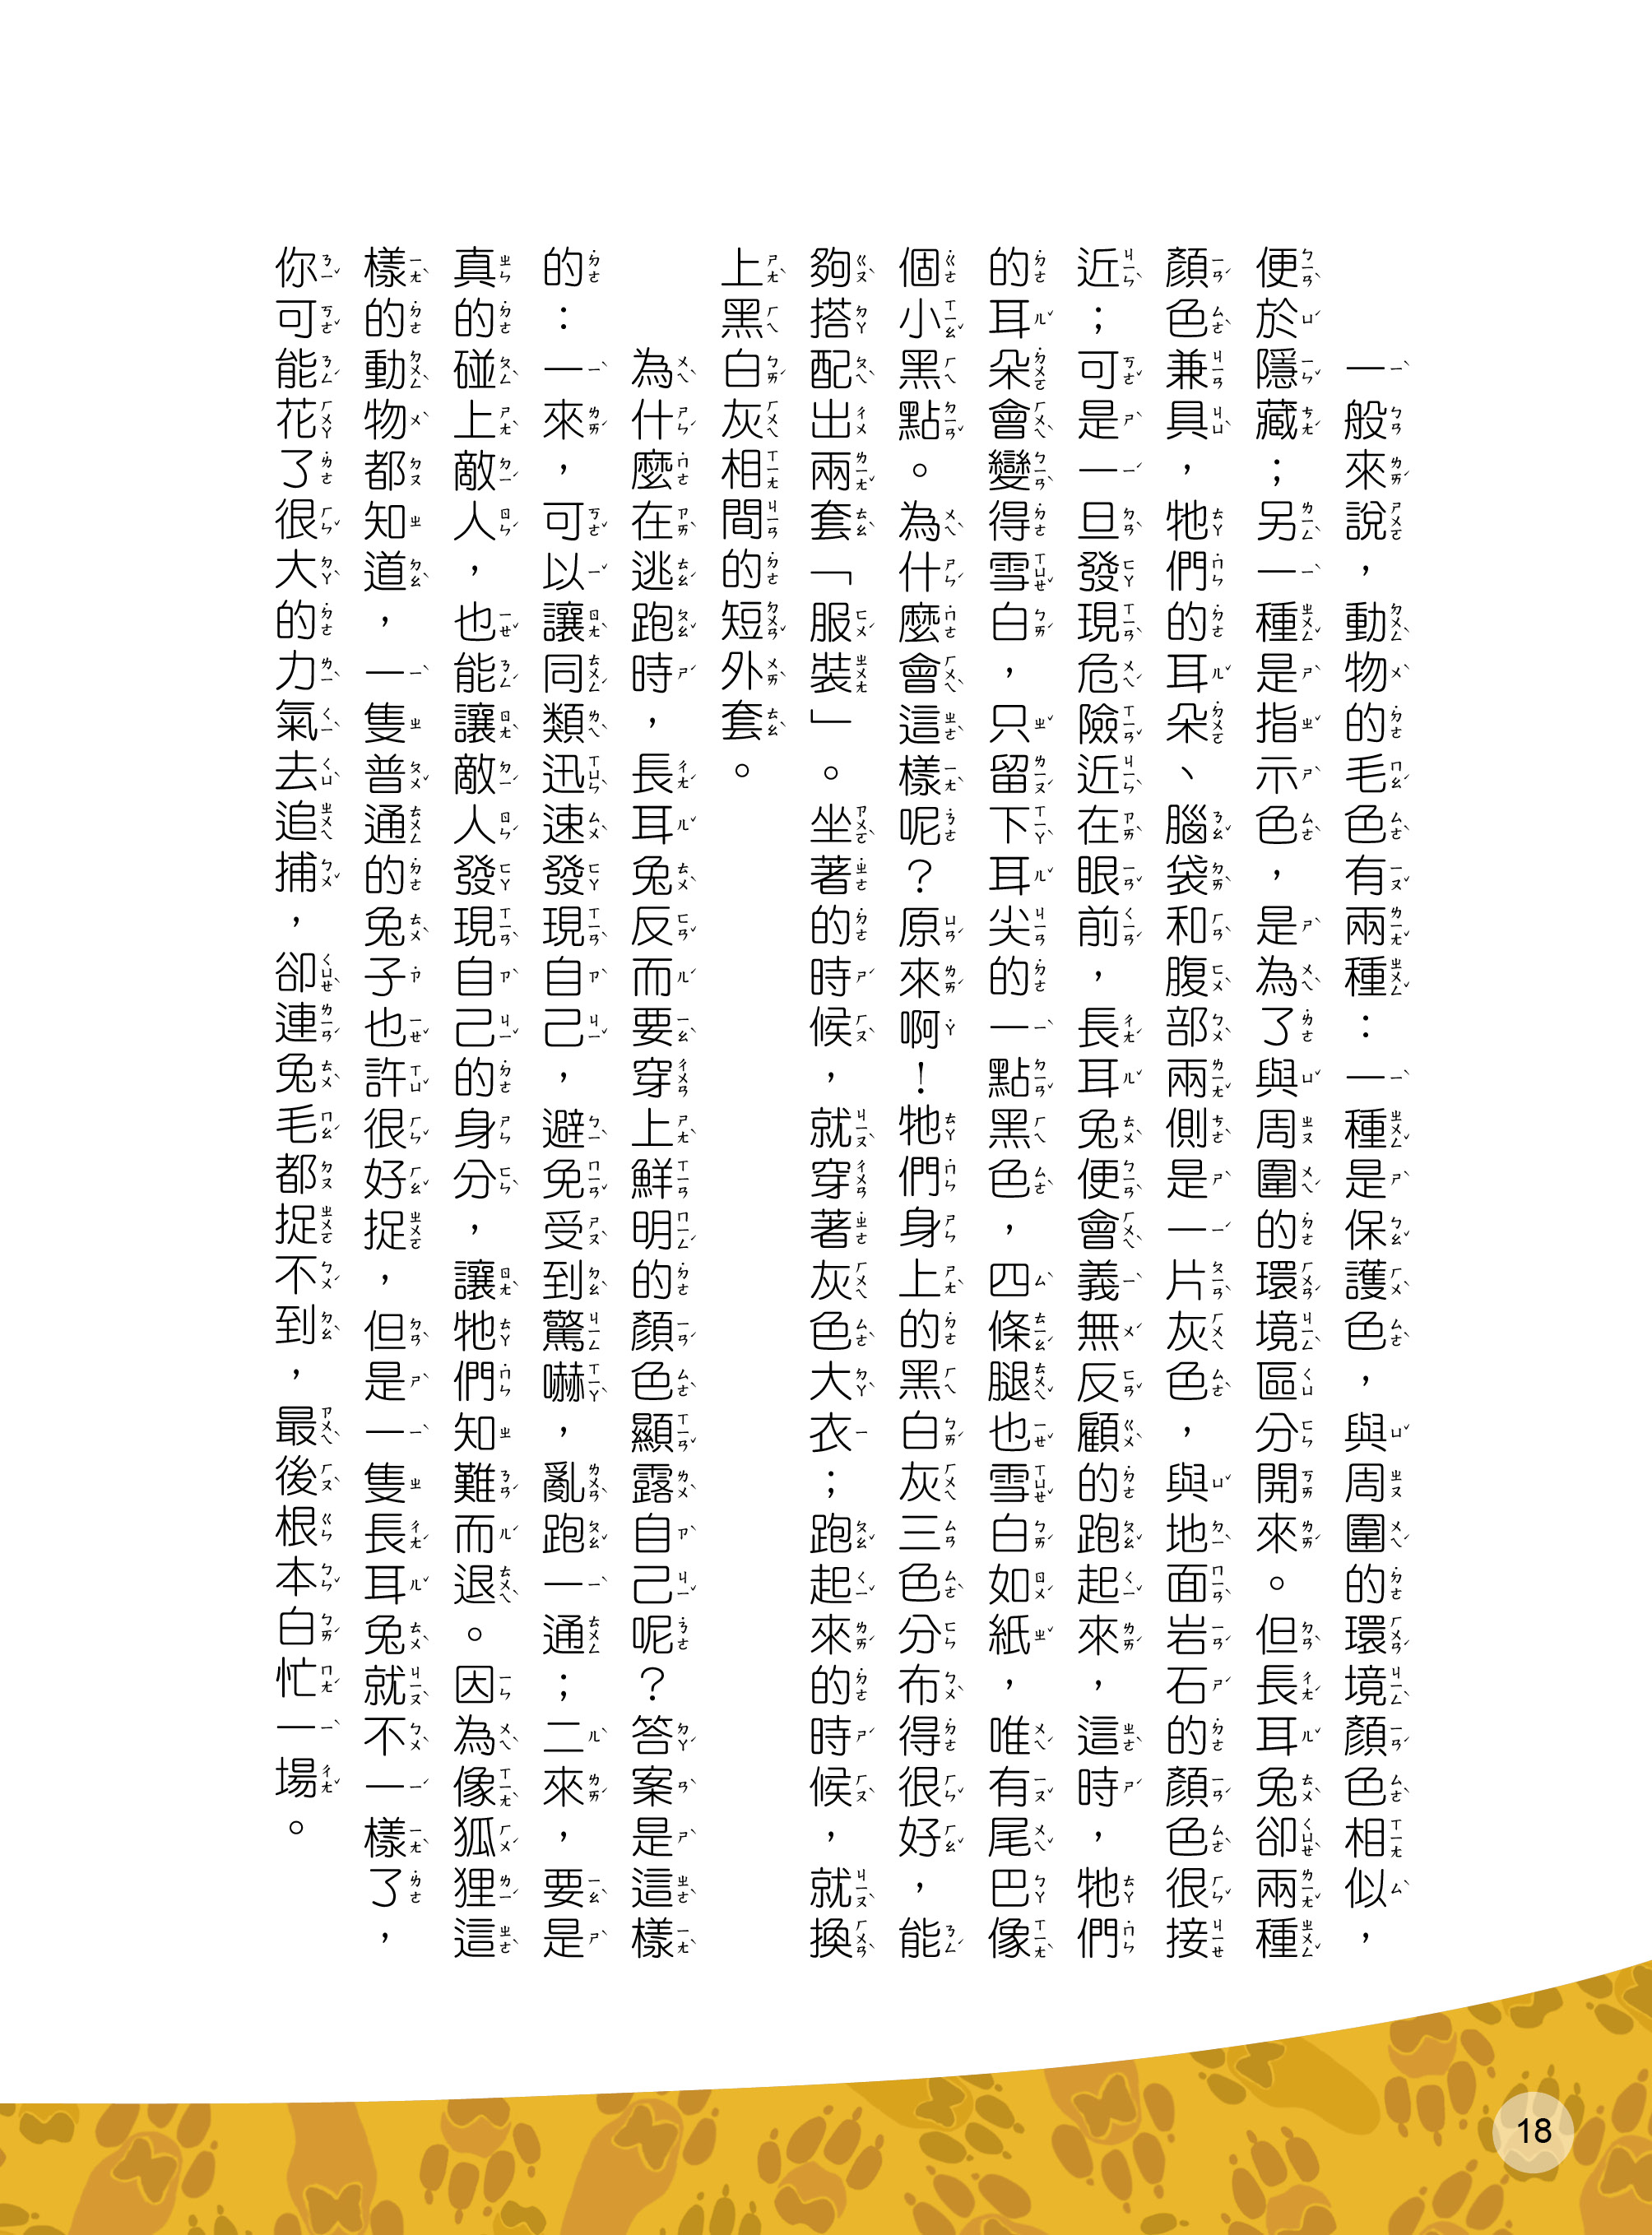 一般來說，動物的毛色有兩種：一種是保護色，與周圍的環境顏色相似，
便於隱藏；另一種是指示色，是為了與周圍的環境區分開來。但長耳兔卻兩種
顏色兼具，牠們的耳朵、腦袋和腹部兩側是一片灰色，與地面岩石的顏色很接
近；可是一旦發現危險近在眼前，長耳兔便會義無反顧的跑起來，這時，牠們
的耳朵會變得雪白，只留下耳尖的一點黑色，四條腿也雪白如紙，唯有尾巴像
個小黑點。為什麼會這樣呢？原來啊！牠們身上的黑白灰三色分布得很好，能
夠搭配出兩套「服裝」。坐著的時候，就穿著灰色大衣；跑起來的時候，就換
上黑白灰相間的短外套。
為什麼在逃跑時，長耳兔反而要穿上鮮明的顏色顯露自己呢？答案是這樣
的：一來，可以讓同類迅速發現自己，避免受到驚嚇，亂跑一通；二來，要是
真的碰上敵人，也能讓敵人發現自己的身分，讓牠們知難而退。因為像狐狸這
樣的動物都知道，一隻普通的兔子也許很好捉，但是一隻長耳兔就不一樣了，
你可能花了很大的力氣去追捕，卻連兔毛都捉不到，最後根本白忙一場。
18